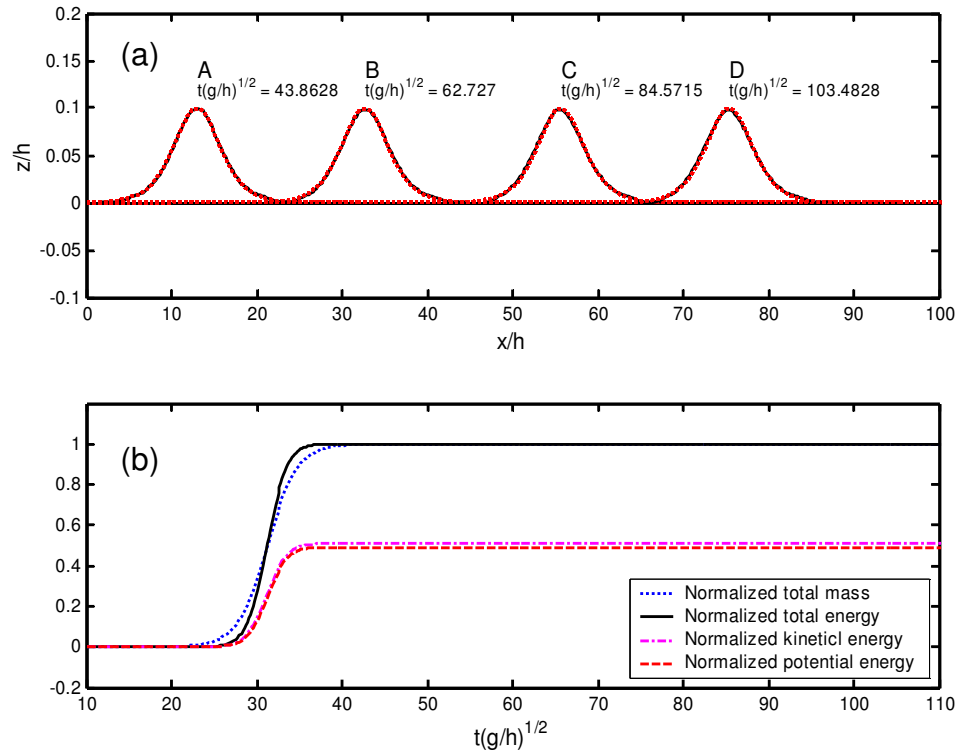 (a)
A
t(g/h)^1/2 = 43.8628
B
t(g/h)^1/2 = 62.727
C
t(g/h)^1/2 = 84.5715
D
t(g/h)^1/2 = 103.4828
0.2
0.15
0.1
0.05
0
-0.05
-0.1
z/h
0 10 20 30 40 50 60 70 80 90 100
x/h
(b)
1
0.8
0.6
0.4
0.2
0
-0.2
Normalized total mass
Normalized total energy
Normalized kineticl energy
Normalized potential energy
10 20 30 40 50 60 70 80 90 100 110
t(g/h)^1/2